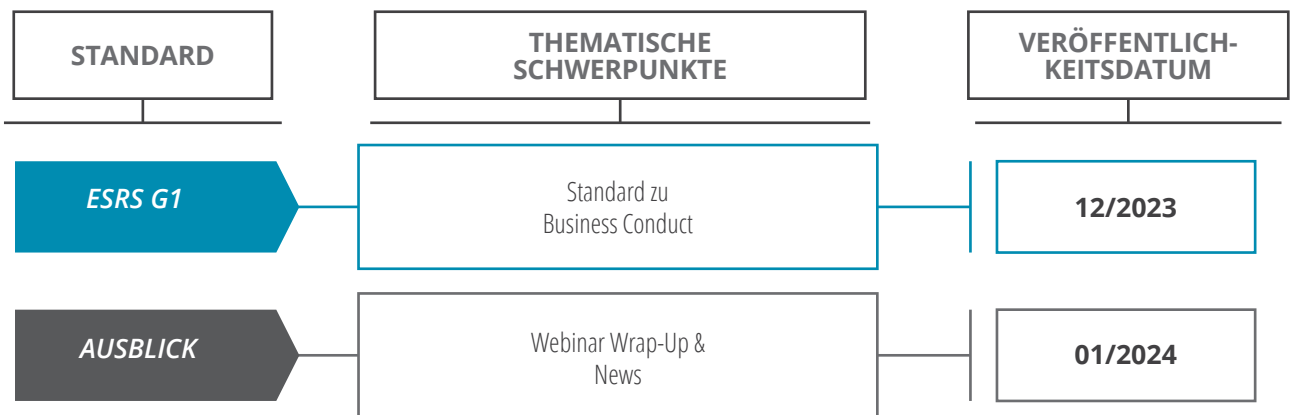 STANDARD
THEMATISCHE
SCHWERPUNKTE
VERÖFFENTLICH-
KEITSDATUM
ESRS G1
Standard zu
Business Conduct
12/2023
AUSBLICK
Webinar Wrap-Up &
News
01/2024